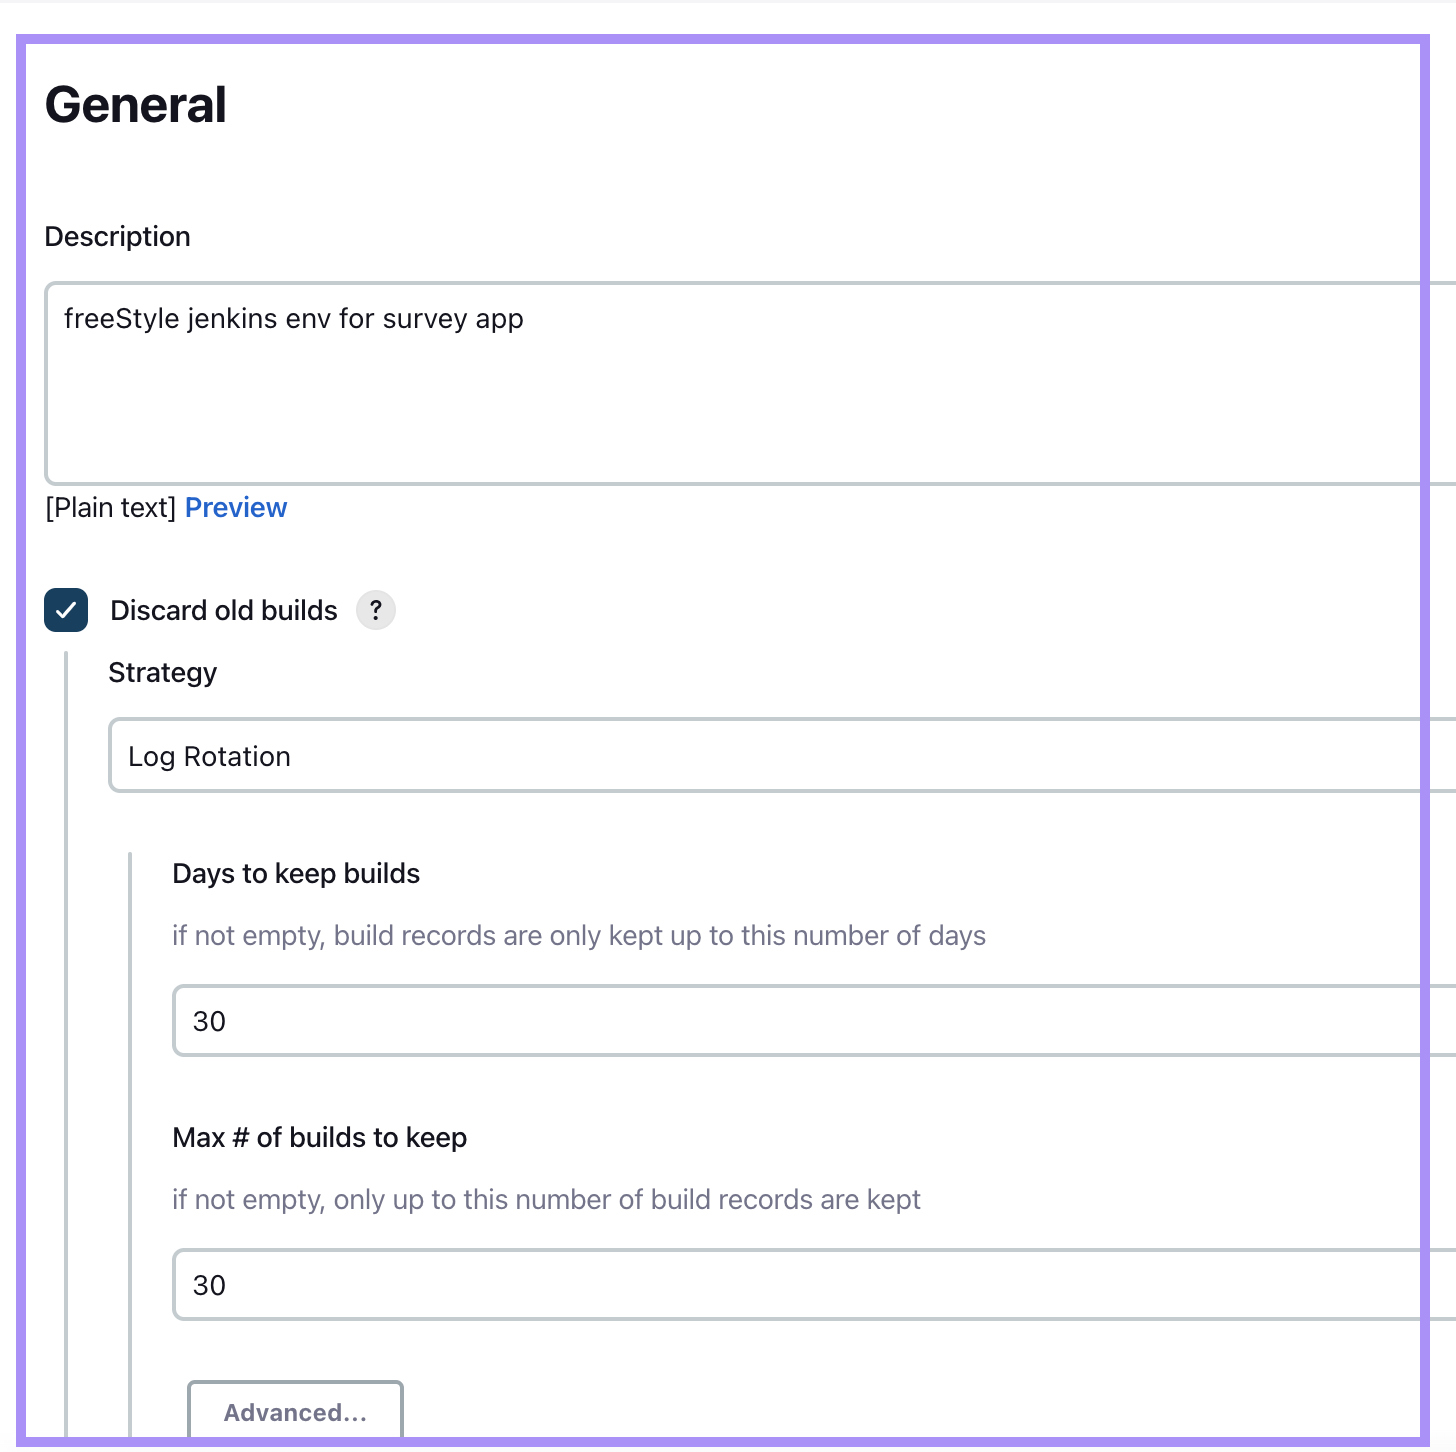 General
Description
freeStyle jenkins env for survey app
[Plain text] Preview
Discard old builds ?
Strategy
Log Rotation
Days to keep builds
if not empty, build records are only kept up to this number of days
30
Max # of builds to keep
if not empty, only up to this number of build records are kept
30
Advanced...